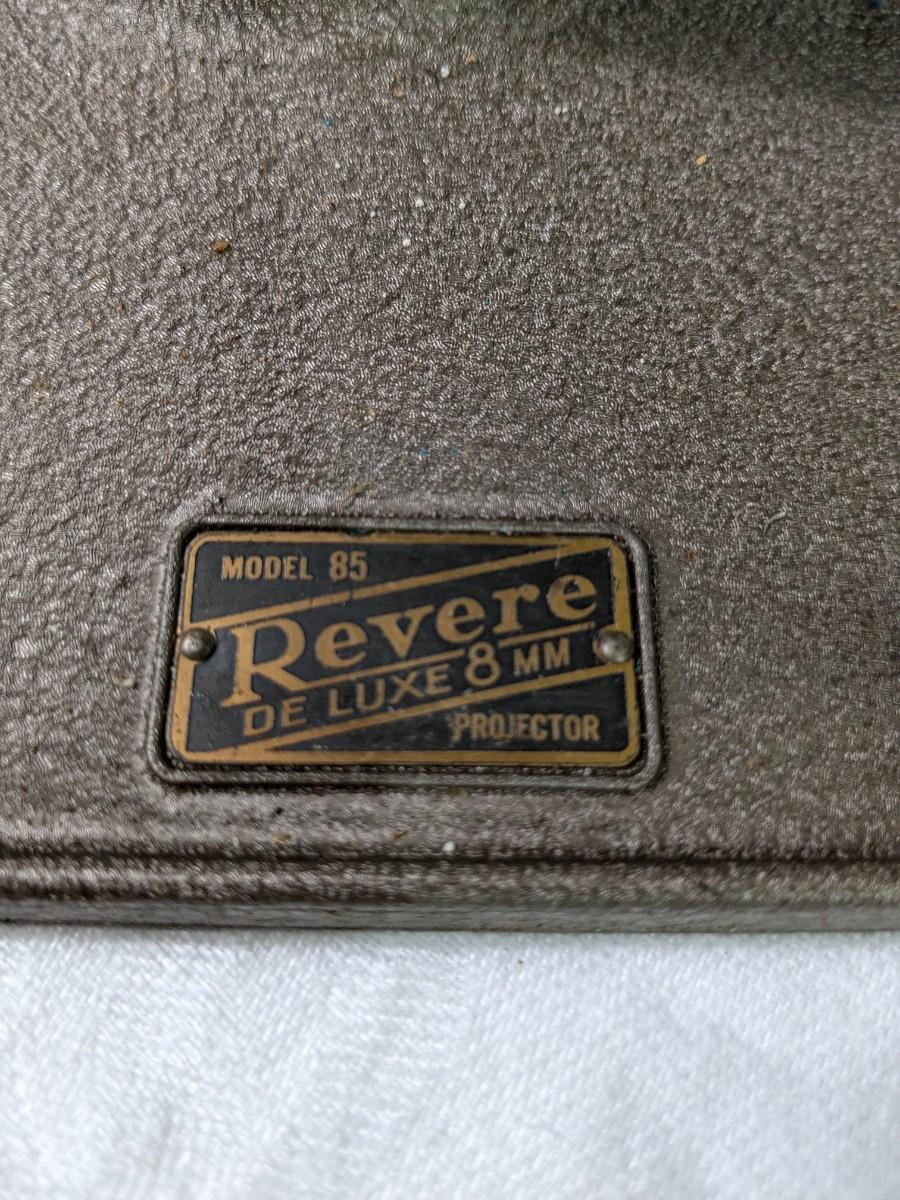 MODEL 85
Revere
DE LUXE 8 MM
PROJECTOR